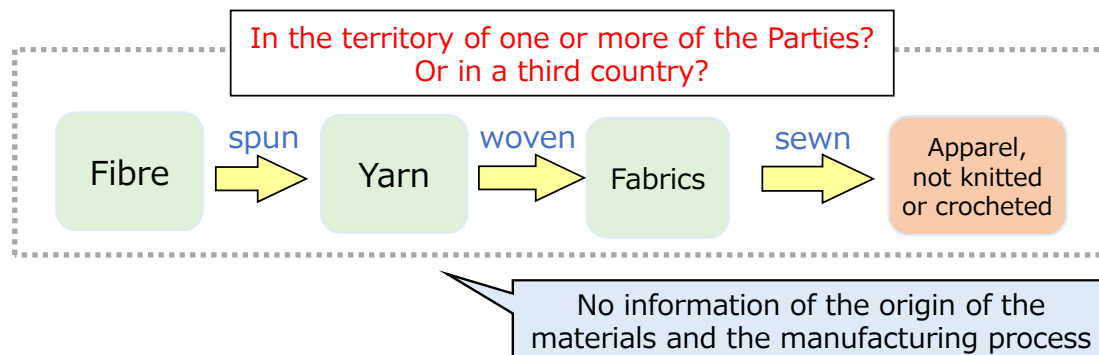 In the territory of one or more of the Parties?
Or in a third country?
Fibre
spun
Yarn
woven
Fabrics
sewn
Apparel,
not knitted
or crocheted
No information of the origin of the
materials and the manufacturing process